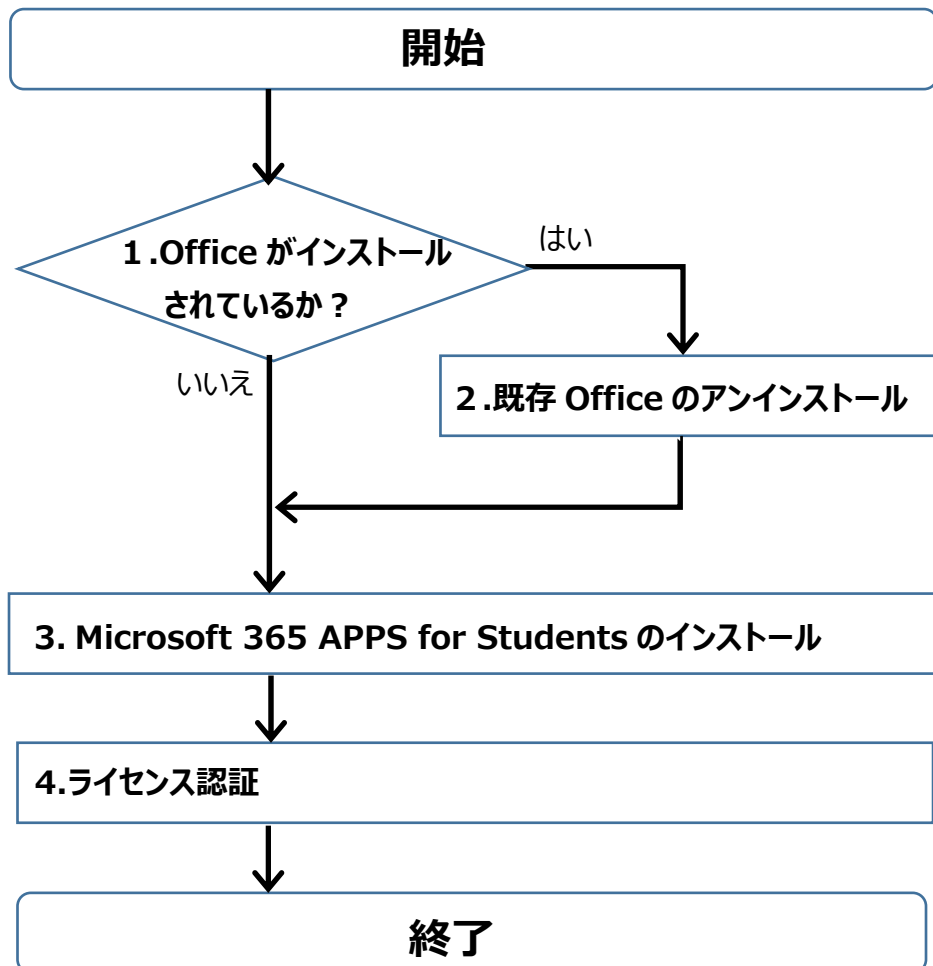 開始
１.Office がインストール
されているか？
はい
いいえ
２.既存 Office のアンインストール
3. Microsoft 365 APPS for Students のインストール
4.ライセンス認証
終了